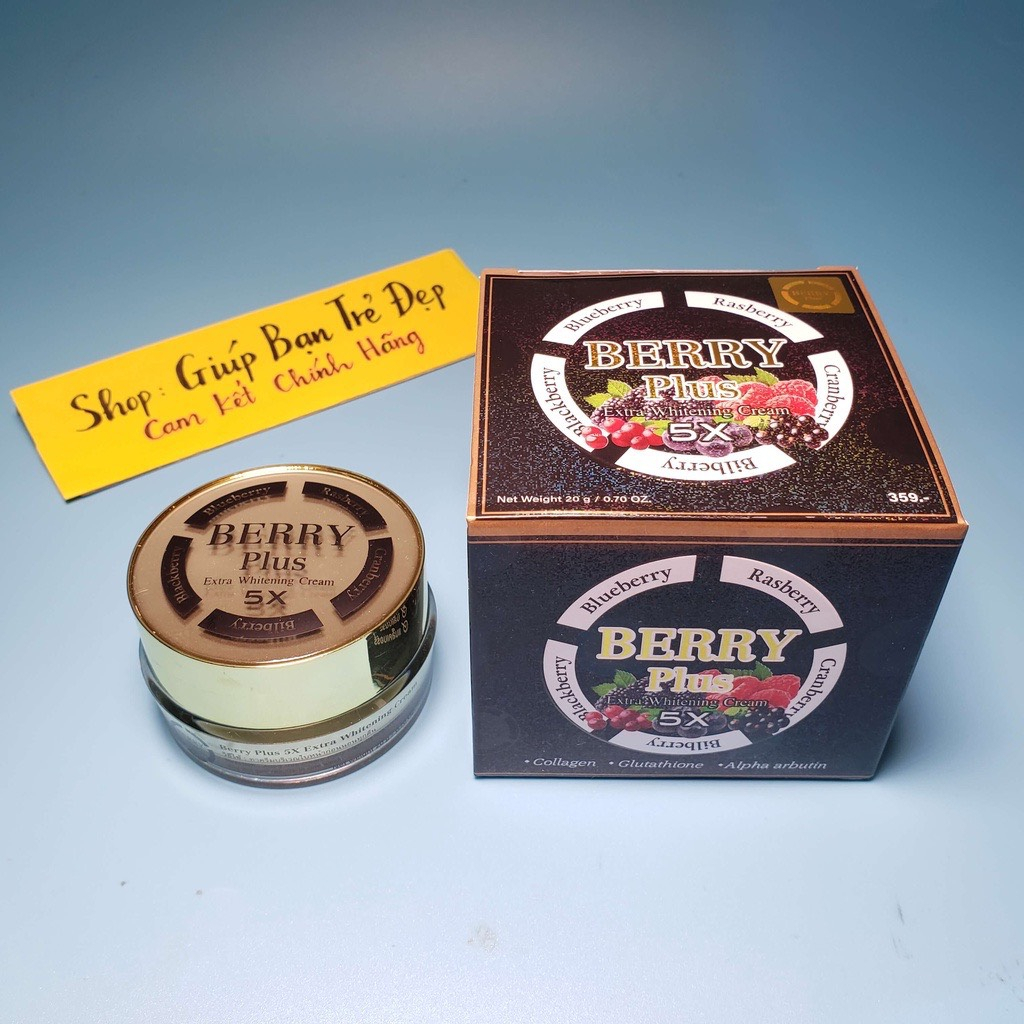 Shop: Giúp Bạn Trẻ Đẹp
Cam kết Chính Hãng
Blueberry
Rasberry
Blackberry
Cranberry
BERRY
Plus
Extra Whitening Cream
5X
Bilberry
Net Weight 20 g / 0.70 OZ.
359.-
Blueberry
Rasberry
Blackberry
Cranberry
BERRY
Plus
Extra Whitening Cream
5X
Bilberry
• Collagen • Glutathione • Alpha arbutin
Blueberry
Rasberry
Blackberry
Cranberry
BERRY
Plus
Extra Whitening Cream
5X
Bilberry
Berry Plus 5X Extra Whitening